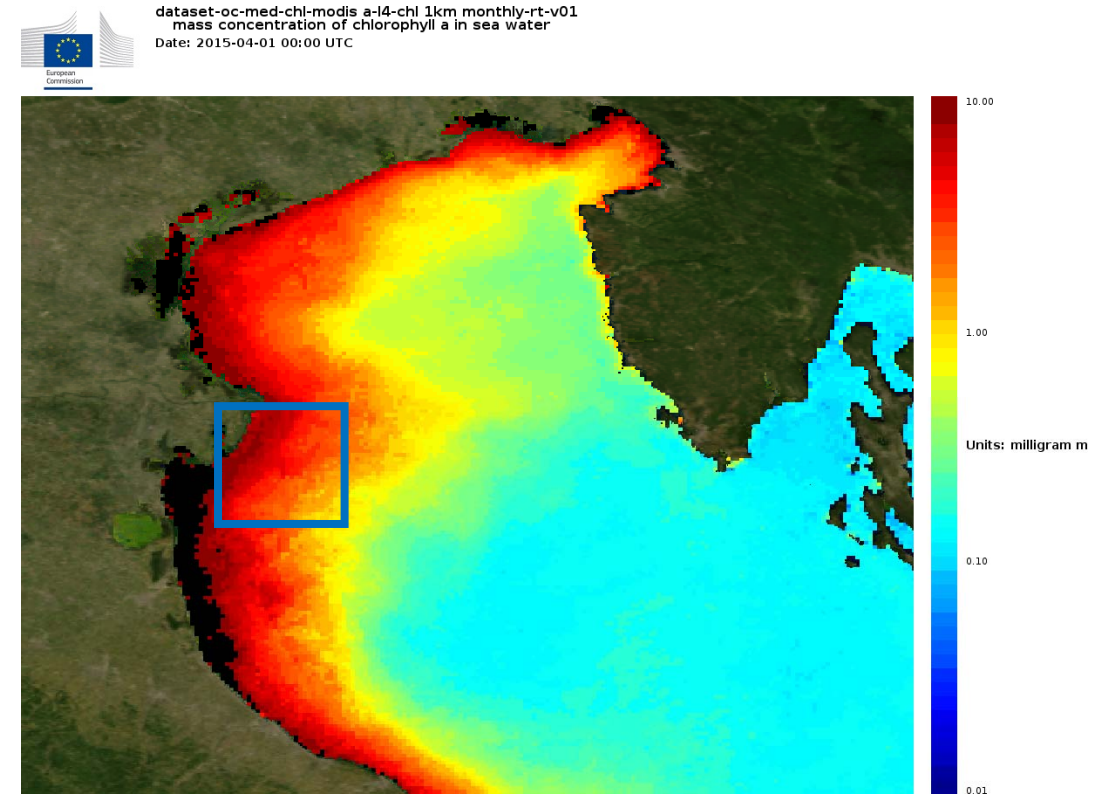 dataset-oc-med-chl-modis a-l4-chl 1km monthly-rt-v01
mass concentration of chlorophyll a in sea water
Date: 2015-04-01 00:00 UTC
European
Commission
10.00
1.00
Units: milligram m
0.10
0.01